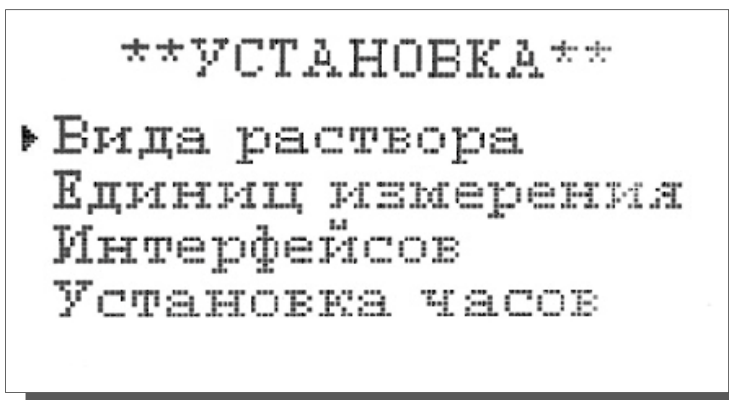 **УСТАНОВКА**
Вида раствора
Единиц измерения
Интерфейсов
Установка часов